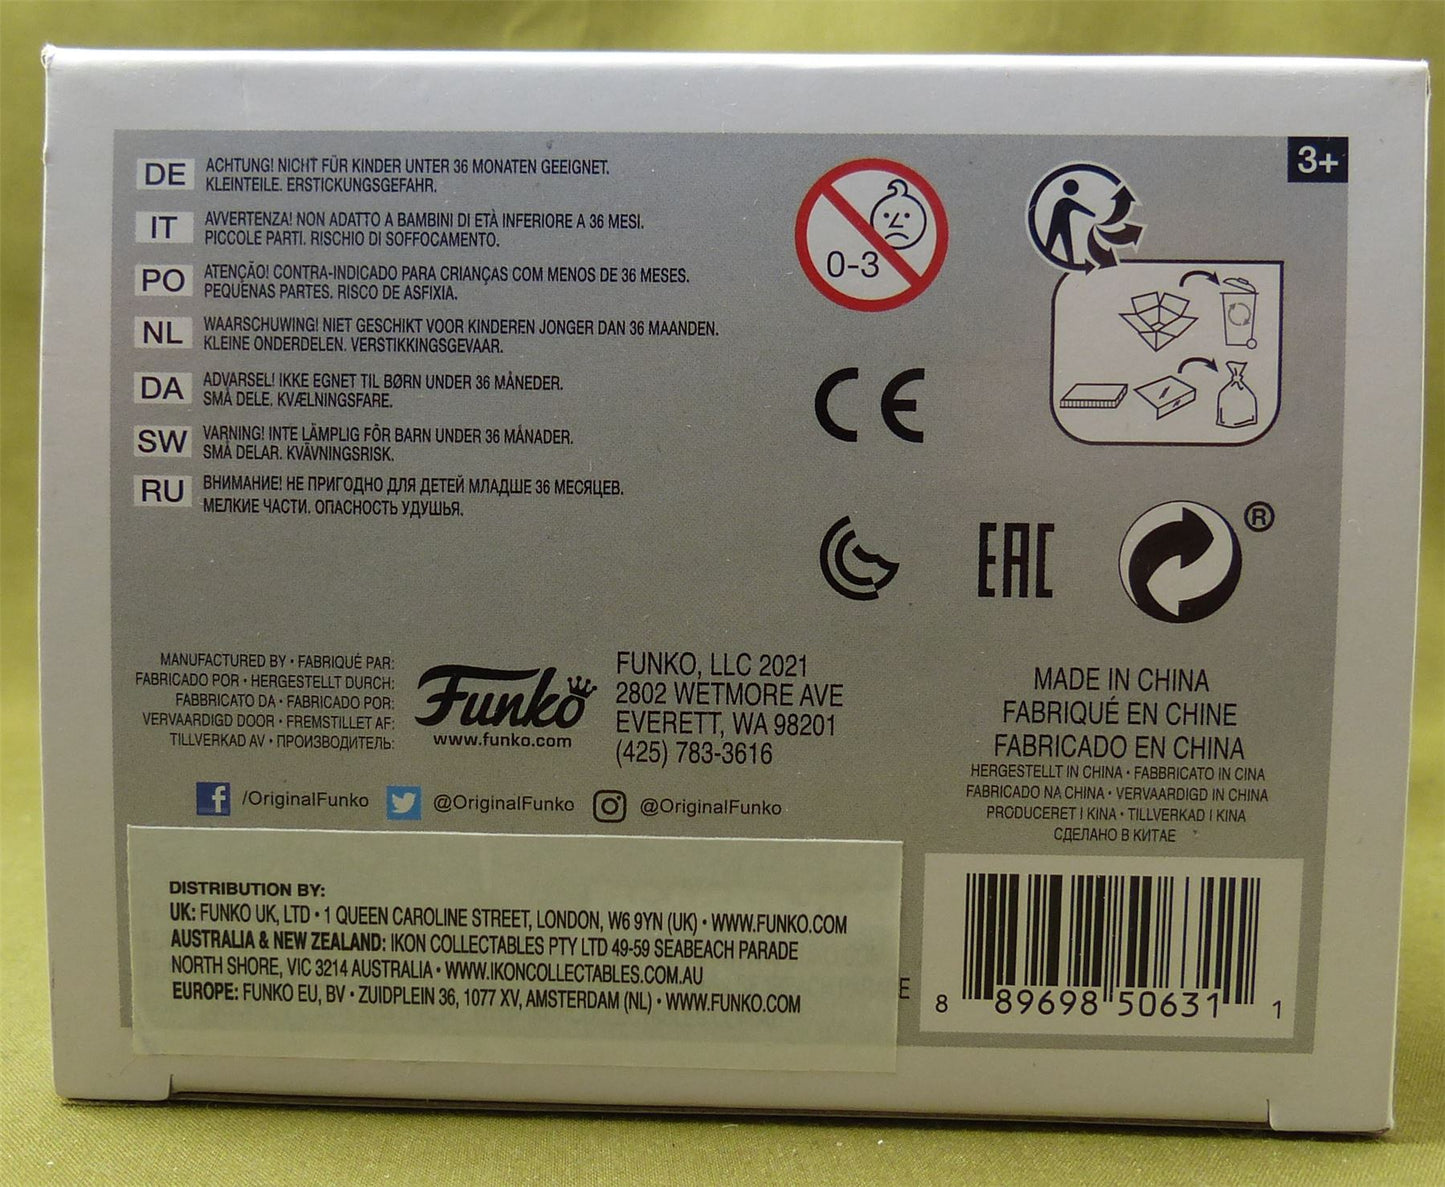 3+
DE ACHTUNG! NICHT FÜR KINDER UNTER 36 MONATEN GEEIGNET.
KLEINTEILE. ERSTICKUNGSGEFAHR.
IT AVVERTENZA! NON ADATTO A BAMBINI DI ETÀ INFERIORE A 36 MESI.
PICCOLE PARTI. RISCHIO DI SOFFOCAMENTO.
PO ATENÇÃO! CONTRA-INDICADO PARA CRIANÇAS COM MENOS DE 36 MESES.
PEQUENAS PARTES. RISCO DE ASFIXIA.
NL WAARSCHUWING! NIET GESCHIKT VOOR KINDEREN JONGER DAN 36 MAANDEN.
KLEINE ONDERDELEN. VERSTIKKINGSGEVAAR.
DA ADVARSEL! IKKE EGNET TIL BØRN UNDER 36 MÅNEDER.
SMÅ DELE. KVÆLNINGSFARE.
SW VARNING! INTE LÄMPLIG FÔR BARN UNDER 36 MÅNADER.
SMÅ DELAR. KVÄVNINGSRISK.
RU ВНИМАНИЕ! НЕ ПРИГОДНО ДЛЯ ДЕТЕЙ МЛАДШЕ 36 МЕСЯЦЕВ.
МЕЛКИЕ ЧАСТИ. ОПАСНОСТЬ УДУШЬЯ.
0-3
CE
EAC
®
MANUFACTURED BY • FABRIQUÉ PAR:
FABRICADO POR • HERGESTELLT DURCH:
FABBRICATO DA • FABRICADO POR:
VERVAARDIGD DOOR • FREMSTILLET AF:
TILLVERKAD AV • ПРОИЗВОДИТЕЛЬ:
Funko
www.funko.com
FUNKO, LLC 2021
2802 WETMORE AVE
EVERETT, WA 98201
(425) 783-3616
MADE IN CHINA
FABRIQUÉ EN CHINE
FABRICADO EN CHINA
HERGESTELLT IN CHINA • FABBRICATO IN CINA
FABRICADO NA CHINA • VERVAARDIGD IN CHINA
PRODUCERET I KINA • TILLVERKAD I KINA
СДЕЛАНО В КИТАЕ
f /OriginalFunko @OriginalFunko @OriginalFunko
DISTRIBUTION BY:
UK: FUNKO UK, LTD • 1 QUEEN CAROLINE STREET, LONDON, W6 9YN (UK) • WWW.FUNKO.COM
AUSTRALIA & NEW ZEALAND: IKON COLLECTABLES PTY LTD 49-59 SEABEACH PARADE
NORTH SHORE, VIC 3214 AUSTRALIA • WWW.IKONCOLLECTABLES.COM.AU
EUROPE: FUNKO EU, BV • ZUIDPLEIN 36, 1077 XV, AMSTERDAM (NL) • WWW.FUNKO.COM
E
8 89698 50631 1